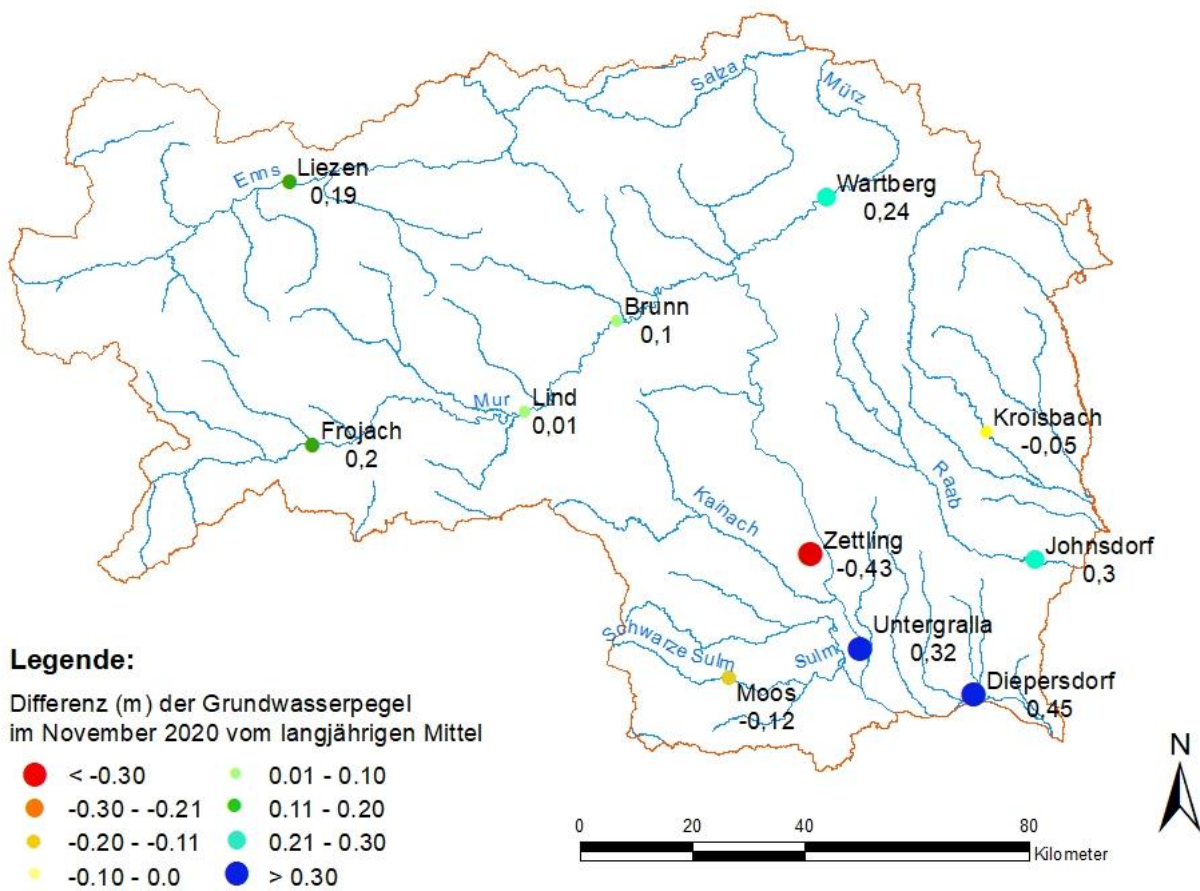 Salza
Mürz
Enns
Liezen
0,19
Wartberg
0,24
Brunn
0,1
Mur
Lind
0,01
Frojach
0,2
Kroisbach
-0,05
Raab
Kainach
Zettling
-0,43
Johnsdorf
0,3
Untergralla
0,32
Schwarze Sulm
Sulm
Moos
-0,12
Diepersdorf
0,45
Legende:
Differenz (m) der Grundwasserpegel
im November 2020 vom langjährigen Mittel
< -0.30
0.01 - 0.10
-0.30 - -0.21
0.11 - 0.20
-0.20 - -0.11
0.21 - 0.30
-0.10 - 0.0
> 0.30
0 20 40 80
Kilometer
N